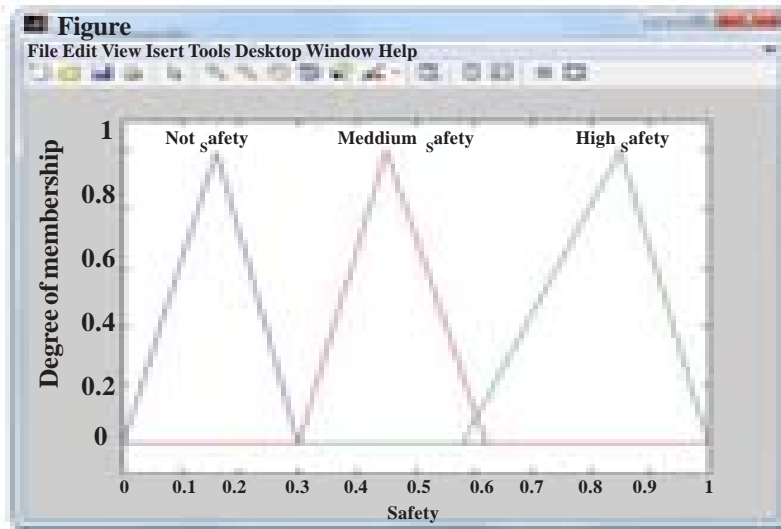 Figure
File Edit View Isert Tools Desktop Window Help
Not Safety Meddium Safety High Safety
Degree of membership
1
0.8
0.6
0.4
0.2
0
0 0.1 0.2 0.3 0.4 0.5 0.6 0.7 0.8 0.9 1
Safety